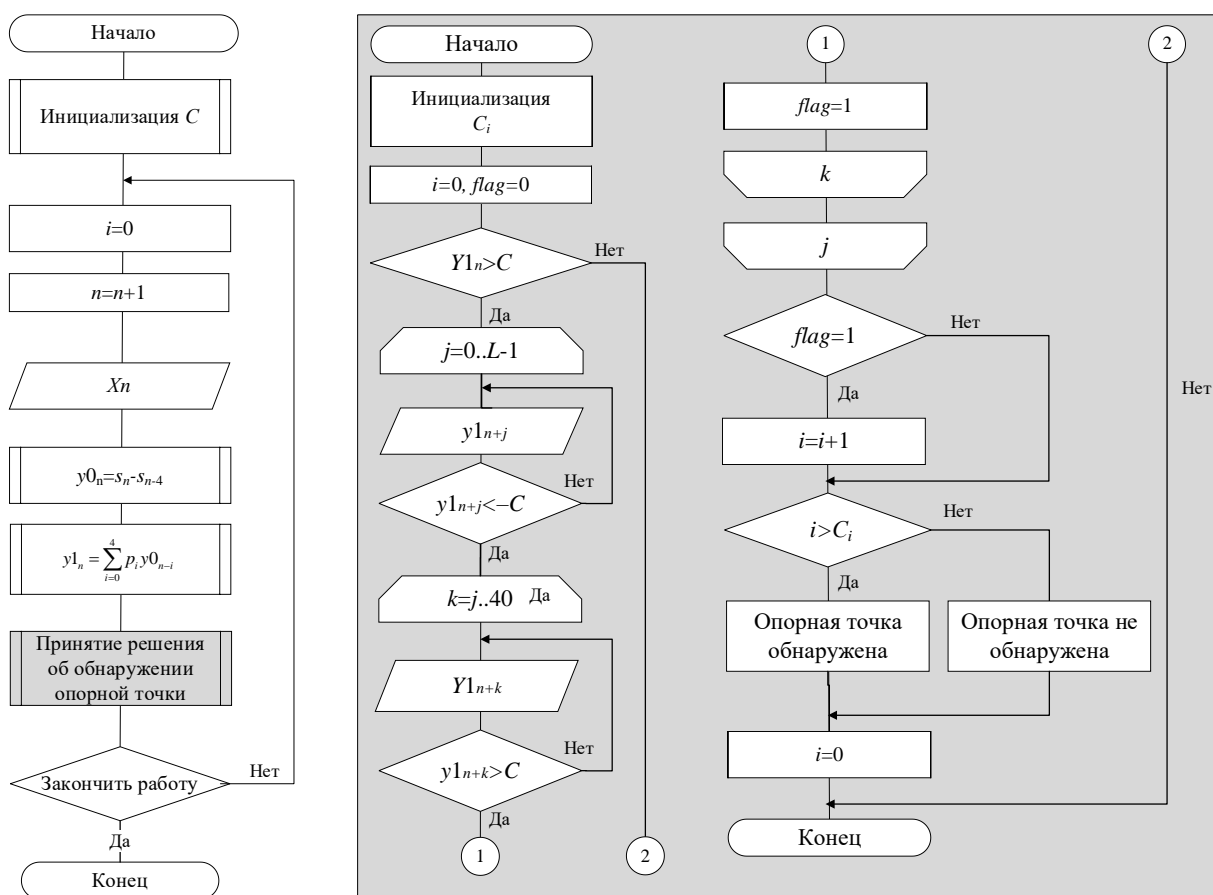 Начало
Инициализация C
i=0
n=n+1
Xn
y0n=sn-sn-4
y1n = ∑ i=0 4 pi y0n−i
Принятие решения
об обнаружении
опорной точки
Закончить работу
Нет
Да
Конец
Начало
Инициализация
Ci
i=0, flag=0
Y1n>C
Нет
Да
j=0..L-1
y1n+j
y1n+j<–C
Нет
Да
k=j..40
Да
Y1n+k
y1n+k>C
Нет
Да
1
2
1
flag=1
k
j
flag=1
Нет
Да
i=i+1
i>Ci
Нет
Да
Опорная точка
обнаружена
Опорная точка не
обнаружена
i=0
Конец
2
Нет